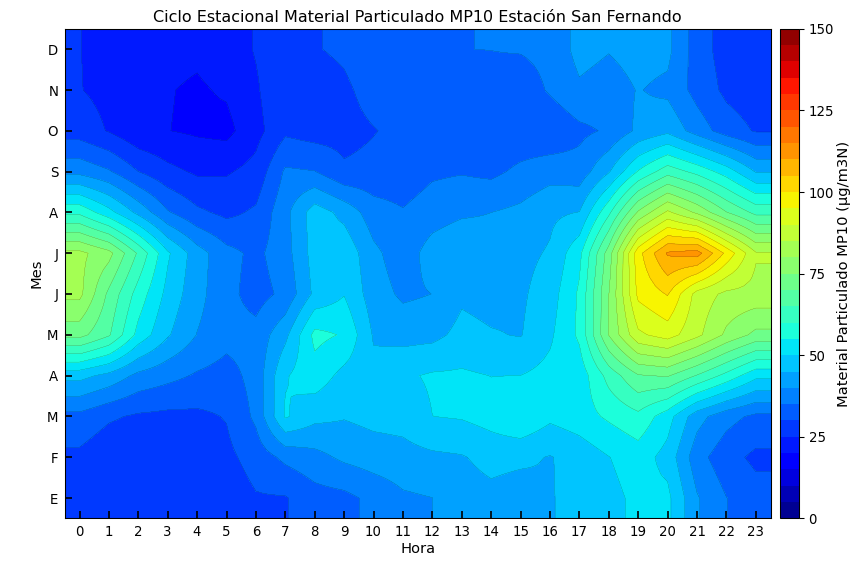 Ciclo Estacional Material Particulado MP10 Estación San Fernando
D
N
O
S
A
J
J
M
A
M
F
E
Mes
0 1 2 3 4 5 6 7 8 9 10 11 12 13 14 15 16 17 18 19 20 21 22 23
Hora
150
125
100
75
50
25
0
Material Particulado MP10 (µg/m3N)